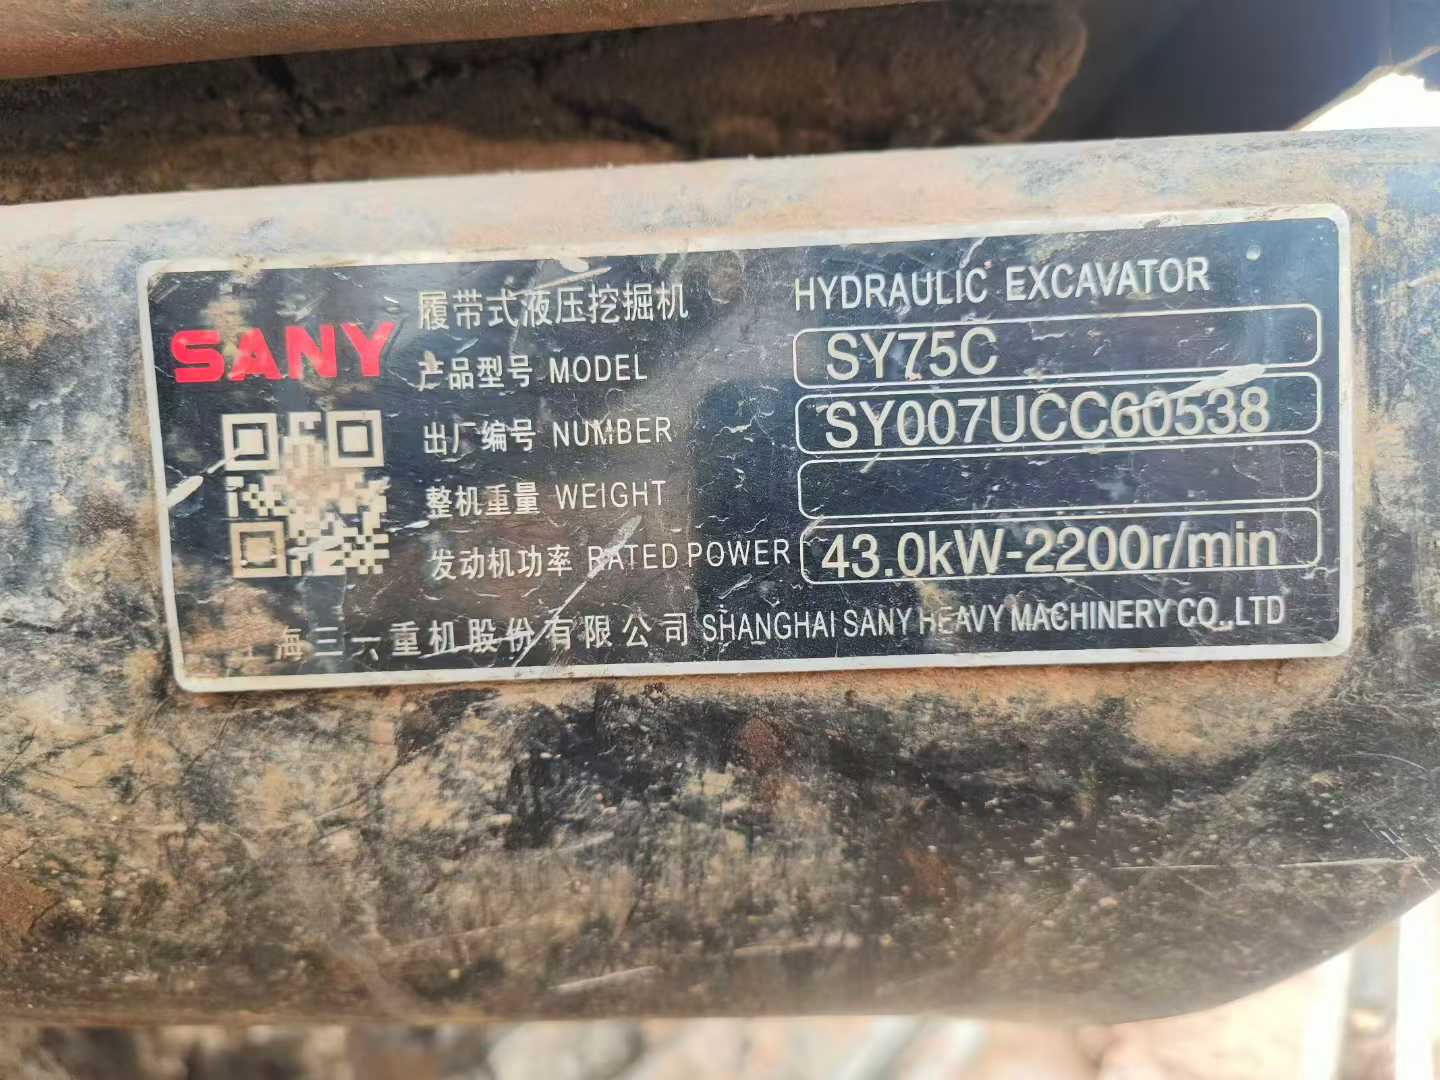 SANY
履带式液压挖掘机 HYDRAULIC EXCAVATOR
产品型号 MODEL SY75C
出厂编号 NUMBER SY007UCC60538
整机重量 WEIGHT
发动机功率 RATED POWER 43.0kW-2200r/min
海三一重机股份有限公司 SHANGHAI SANY HEAVY MACHINERY CO.,LTD